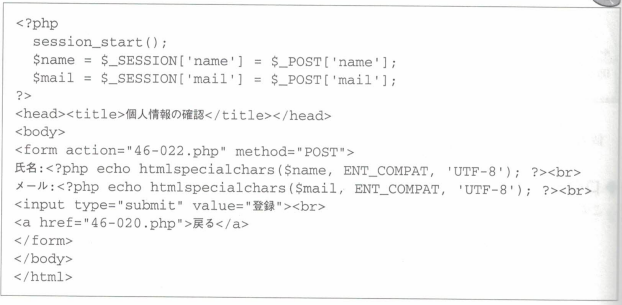 <?php
  session_start();
  $name = $_SESSION['name'] = $_POST['name'];
  $mail = $_SESSION['mail'] = $_POST['mail'];
?>
<head><title>個人情報の確認</title></head>
<body>
<form action="46-022.php" method="POST">
氏名:<?php echo htmlspecialchars($name, ENT_COMPAT, 'UTF-8'); ?><br>
メール:<?php echo htmlspecialchars($mail, ENT_COMPAT, 'UTF-8'); ?><br>
<input type="submit" value="登録"><br>
<a href="46-020.php">戻る</a>
</form>
</body>
</html>